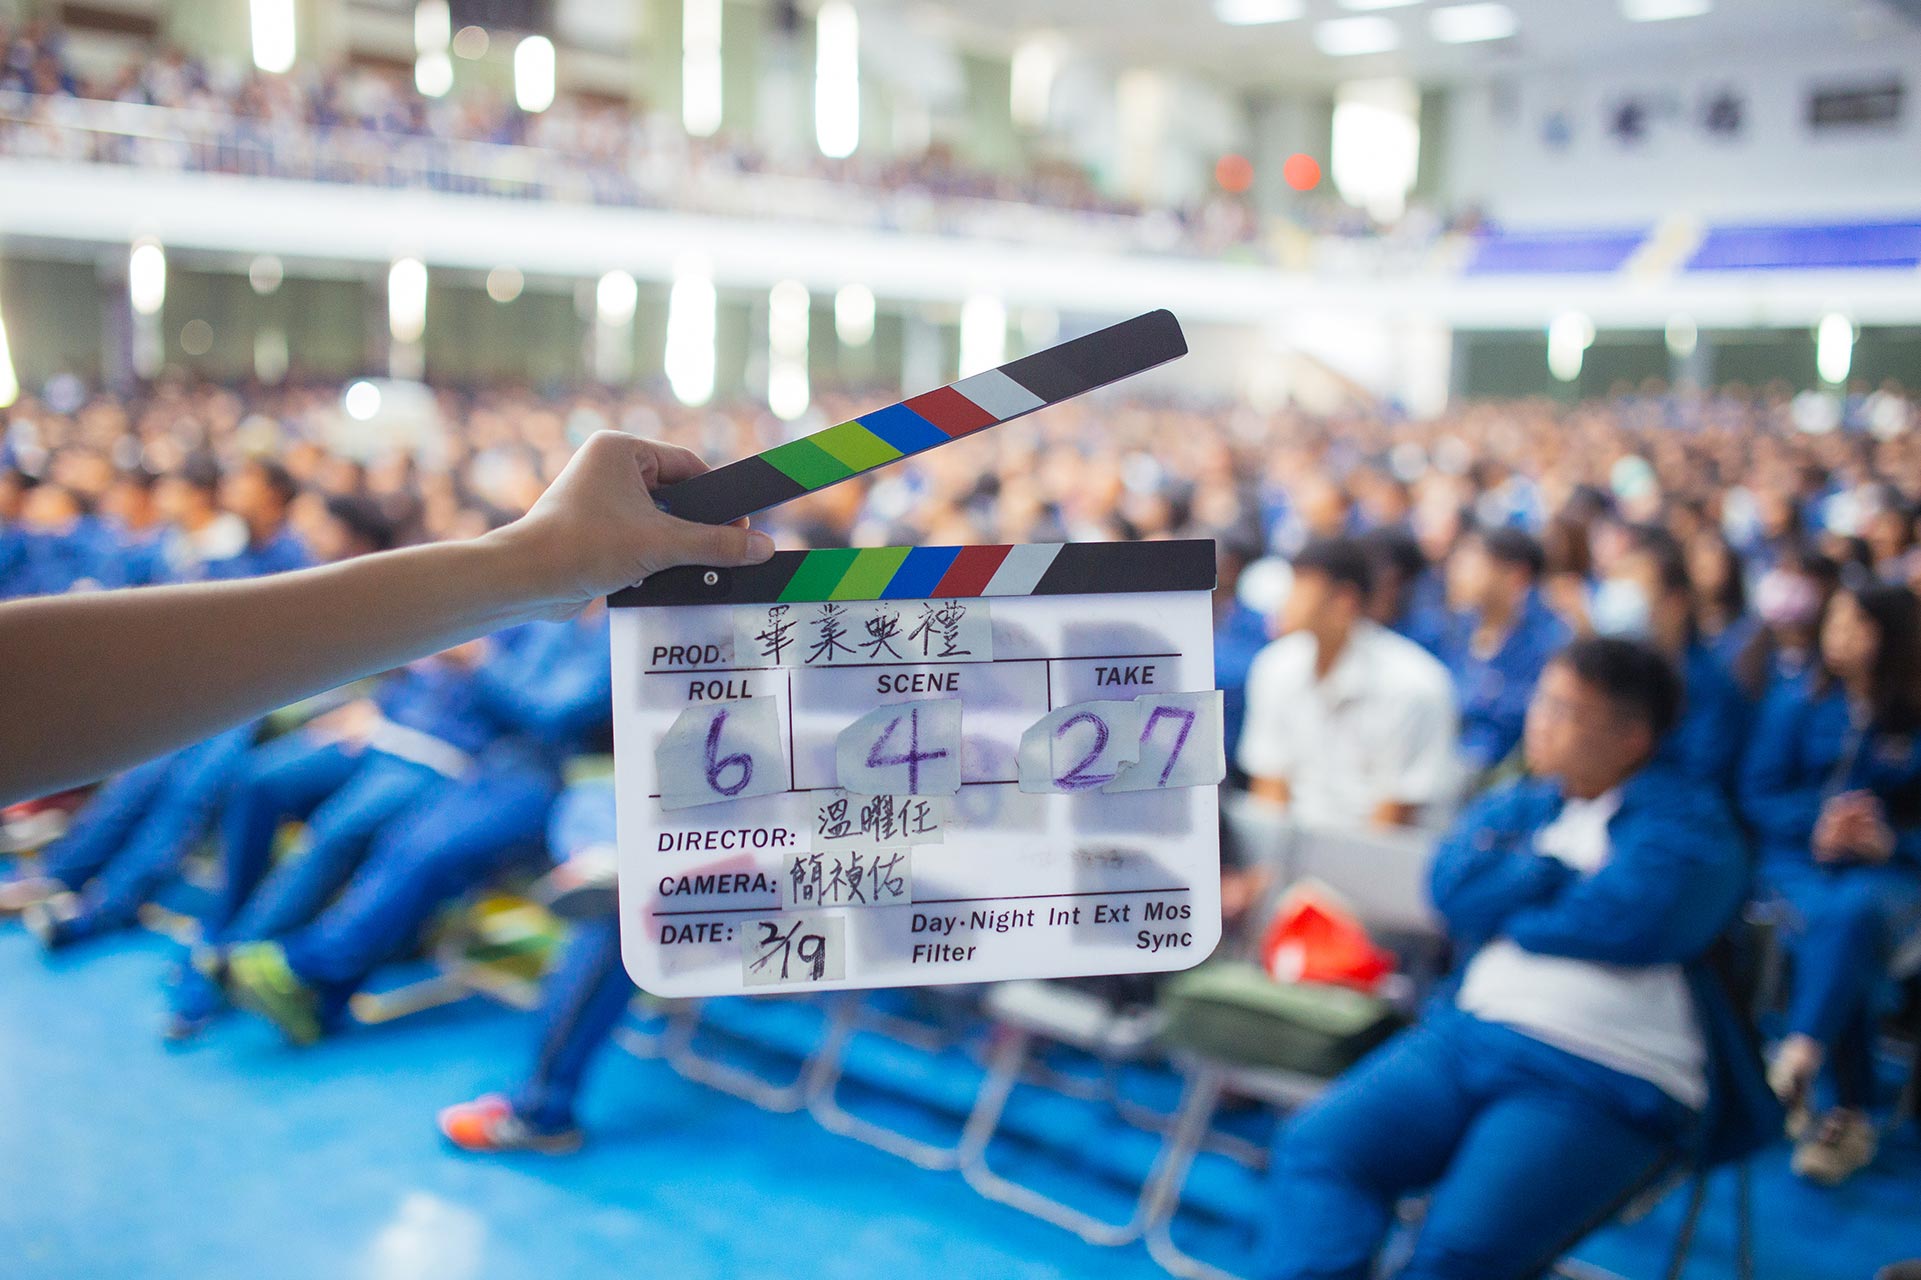 PROD. 畢業典禮
ROLL SCENE TAKE
6 4 27
DIRECTOR: 溫曜任
CAMERA: 簡禎佑
DATE: 2/9
Day·Night Int Ext Mos
Filter Sync